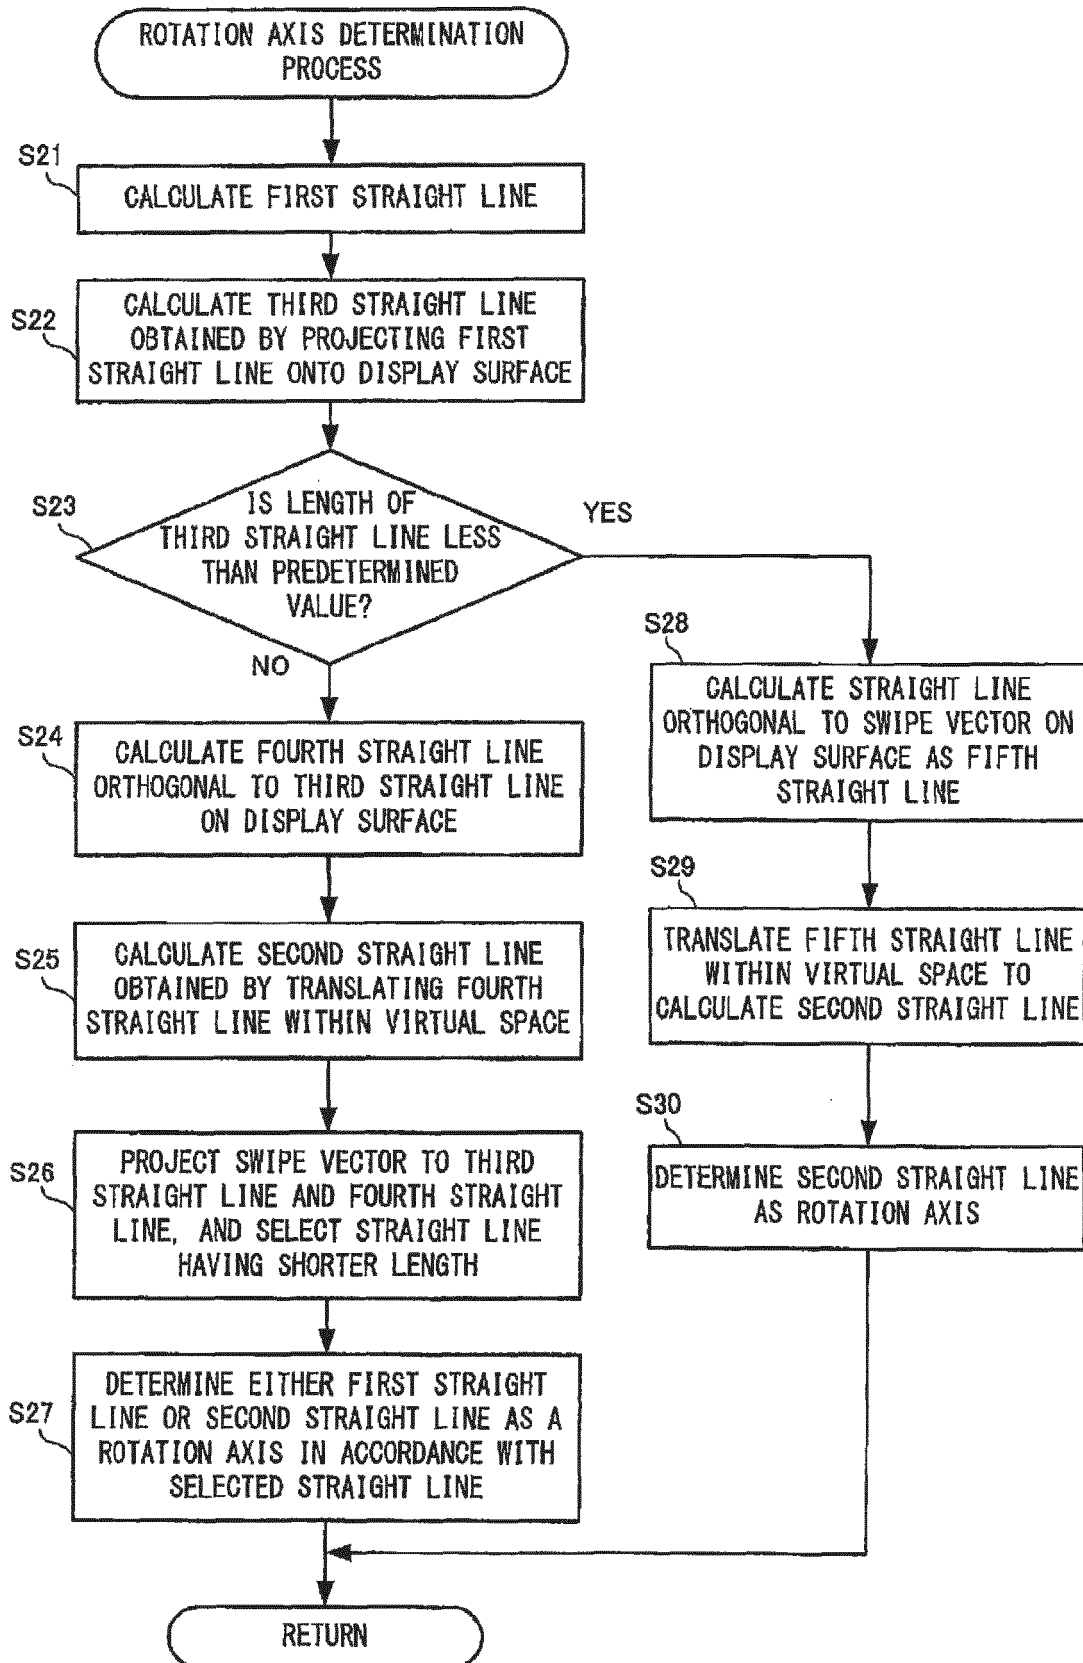 ROTATION AXIS DETERMINATION
PROCESS
S21
CALCULATE FIRST STRAIGHT LINE
S22
CALCULATE THIRD STRAIGHT LINE
OBTAINED BY PROJECTING FIRST
STRAIGHT LINE ONTO DISPLAY SURFACE
S23
IS LENGTH OF
THIRD STRAIGHT LINE LESS
THAN PREDETERMINED
VALUE?
YES
NO
S24
CALCULATE FOURTH STRAIGHT LINE
ORTHOGONAL TO THIRD STRAIGHT LINE
ON DISPLAY SURFACE
S25
CALCULATE SECOND STRAIGHT LINE
OBTAINED BY TRANSLATING FOURTH
STRAIGHT LINE WITHIN VIRTUAL SPACE
S26
PROJECT SWIPE VECTOR TO THIRD
STRAIGHT LINE AND FOURTH STRAIGHT
LINE, AND SELECT STRAIGHT LINE
HAVING SHORTER LENGTH
S27
DETERMINE EITHER FIRST STRAIGHT
LINE OR SECOND STRAIGHT LINE AS A
ROTATION AXIS IN ACCORDANCE WITH
SELECTED STRAIGHT LINE
S28
CALCULATE STRAIGHT LINE
ORTHOGONAL TO SWIPE VECTOR ON
DISPLAY SURFACE AS FIFTH
STRAIGHT LINE
S29
TRANSLATE FIFTH STRAIGHT LINE
WITHIN VIRTUAL SPACE TO
CALCULATE SECOND STRAIGHT LINE
S30
DETERMINE SECOND STRAIGHT LINE
AS ROTATION AXIS
RETURN